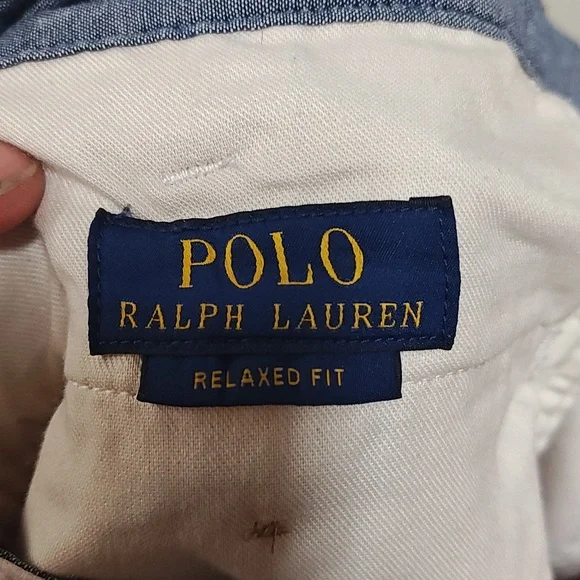 POLO
RALPH LAUREN
RELAXED FIT